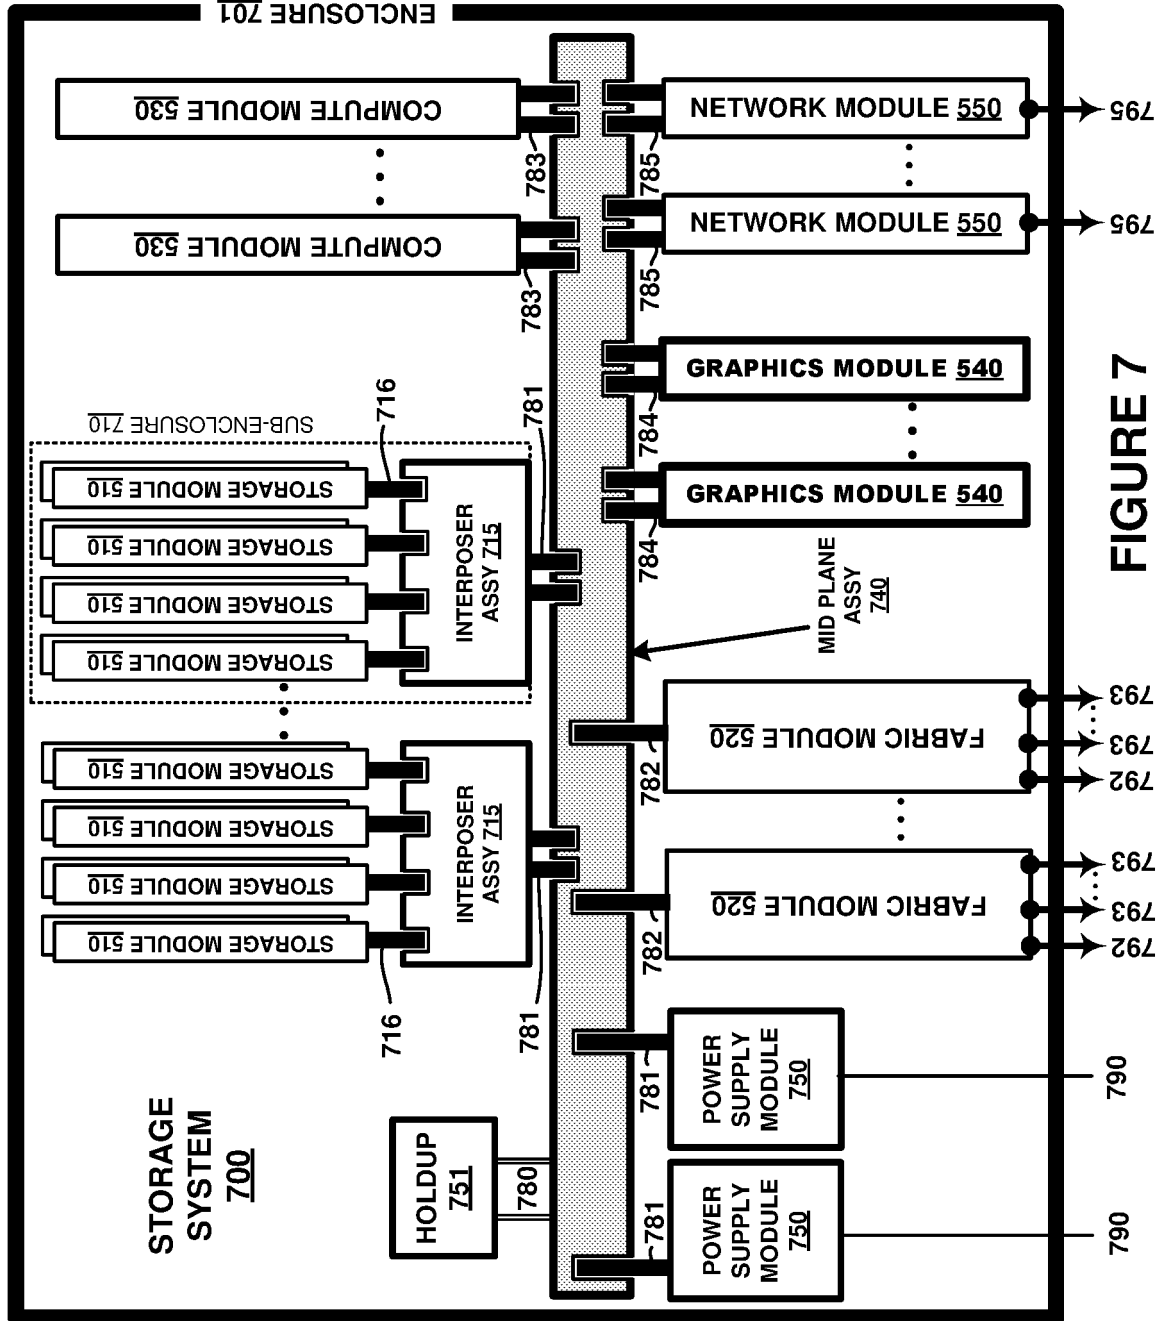 ENCLOSURE 701
COMPUTE MODULE 530
COMPUTE MODULE 530
783
783
NETWORK MODULE 550
NETWORK MODULE 550
785
785
795
795
SUB-ENCLOSURE 710
STORAGE MODULE 510
STORAGE MODULE 510
STORAGE MODULE 510
STORAGE MODULE 510
716
INTERPOSER
ASSY 715
781
GRAPHICS MODULE 540
GRAPHICS MODULE 540
784
784
MID PLANE
ASSY
740
STORAGE MODULE 510
STORAGE MODULE 510
STORAGE MODULE 510
STORAGE MODULE 510
716
INTERPOSER
ASSY 715
781
FABRIC MODULE 520
FABRIC MODULE 520
782
782
793
793
792
793
793
792
STORAGE
SYSTEM
700
HOLDUP
751
780
781
POWER
SUPPLY
MODULE
750
790
781
POWER
SUPPLY
MODULE
750
790
FIGURE 7